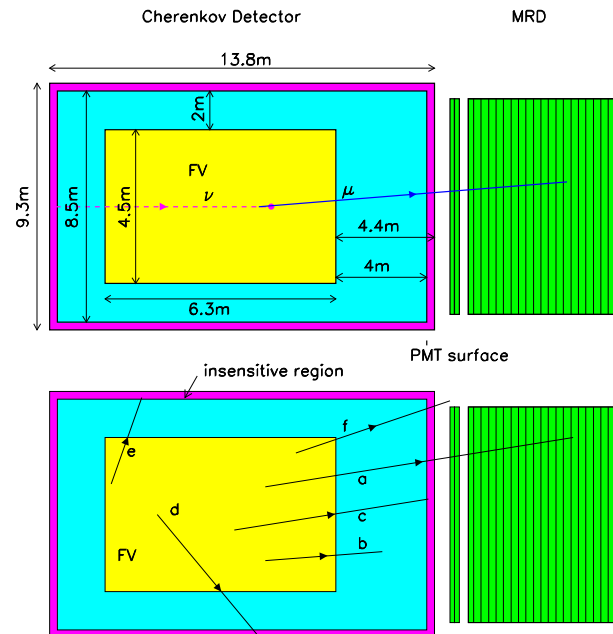 Cherenkov Detector
MRD
13.8m
2m
FV
ν
μ
9.3m
8.5m
4.5m
4.4m
4m
6.3m
PMT surface
insensitive region
e
f
a
d
c
b
FV